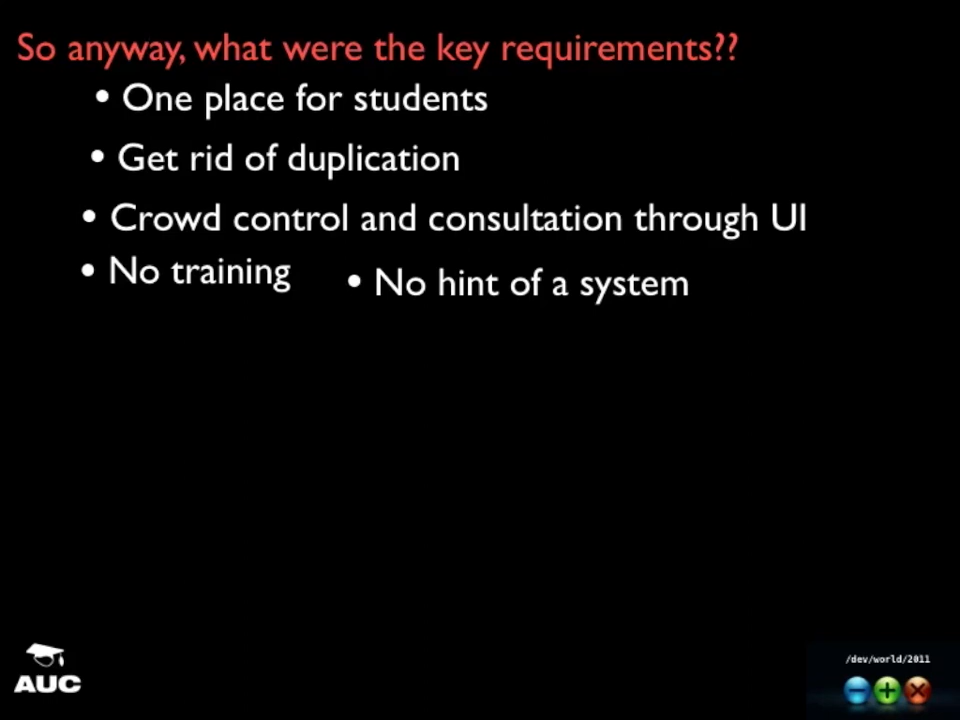 So anyway, what were the key requirements??
• One place for students
• Get rid of duplication
• Crowd control and consultation through UI
• No training
• No hint of a system
AUC
/dev/world/2011